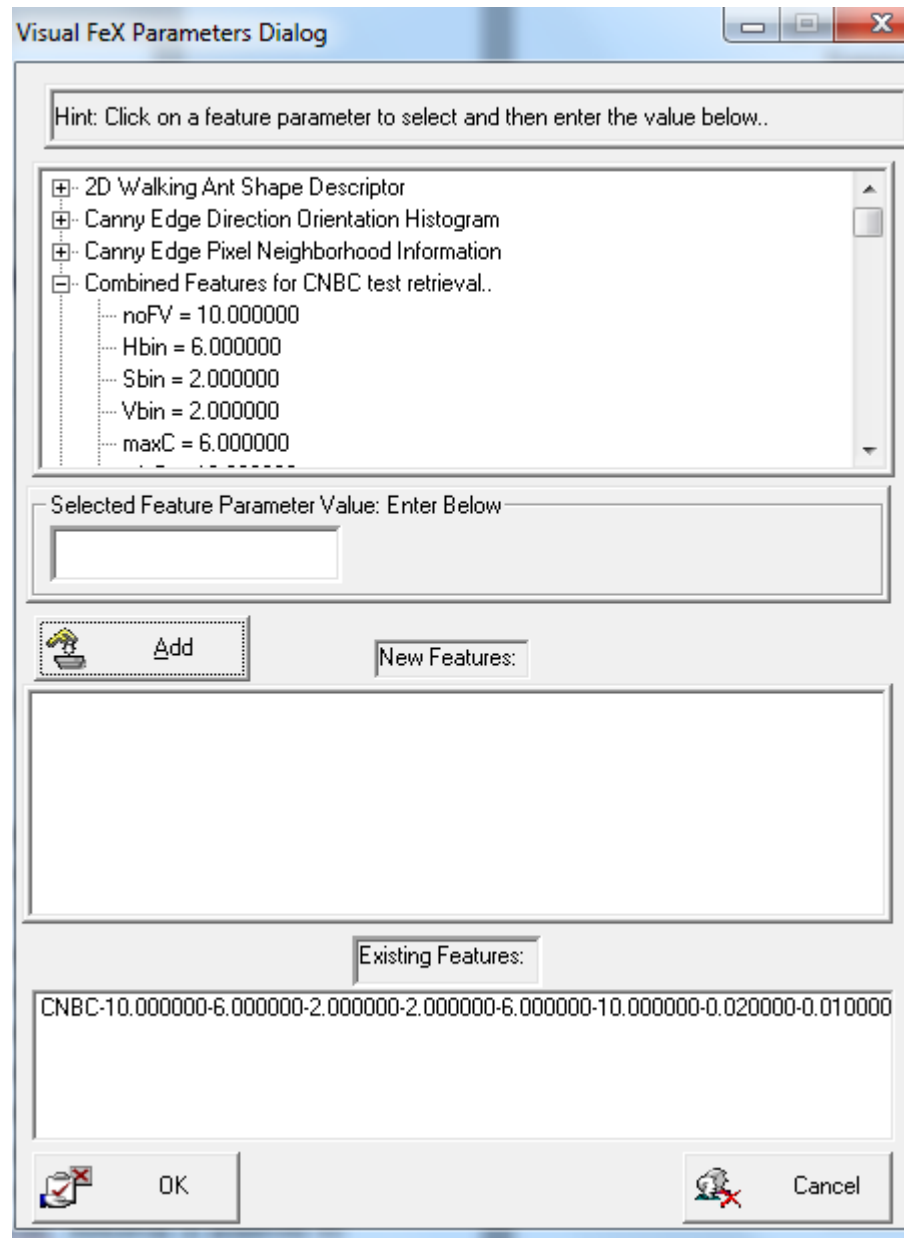 Visual FeX Parameters Dialog
Hint: Click on a feature parameter to select and then enter the value below..
2D Walking Ant Shape Descriptor
Canny Edge Direction Orientation Histogram
Canny Edge Pixel Neighborhood Information
Combined Features for CNBC test retrieval..
noFV = 10.000000
Hbin = 6.000000
Sbin = 2.000000
Vbin = 2.000000
maxC = 6.000000
Selected Feature Parameter Value: Enter Below
Add
New Features:
Existing Features:
CNBC-10.000000-6.000000-2.000000-2.000000-6.000000-10.000000-0.020000-0.010000
OK
Cancel